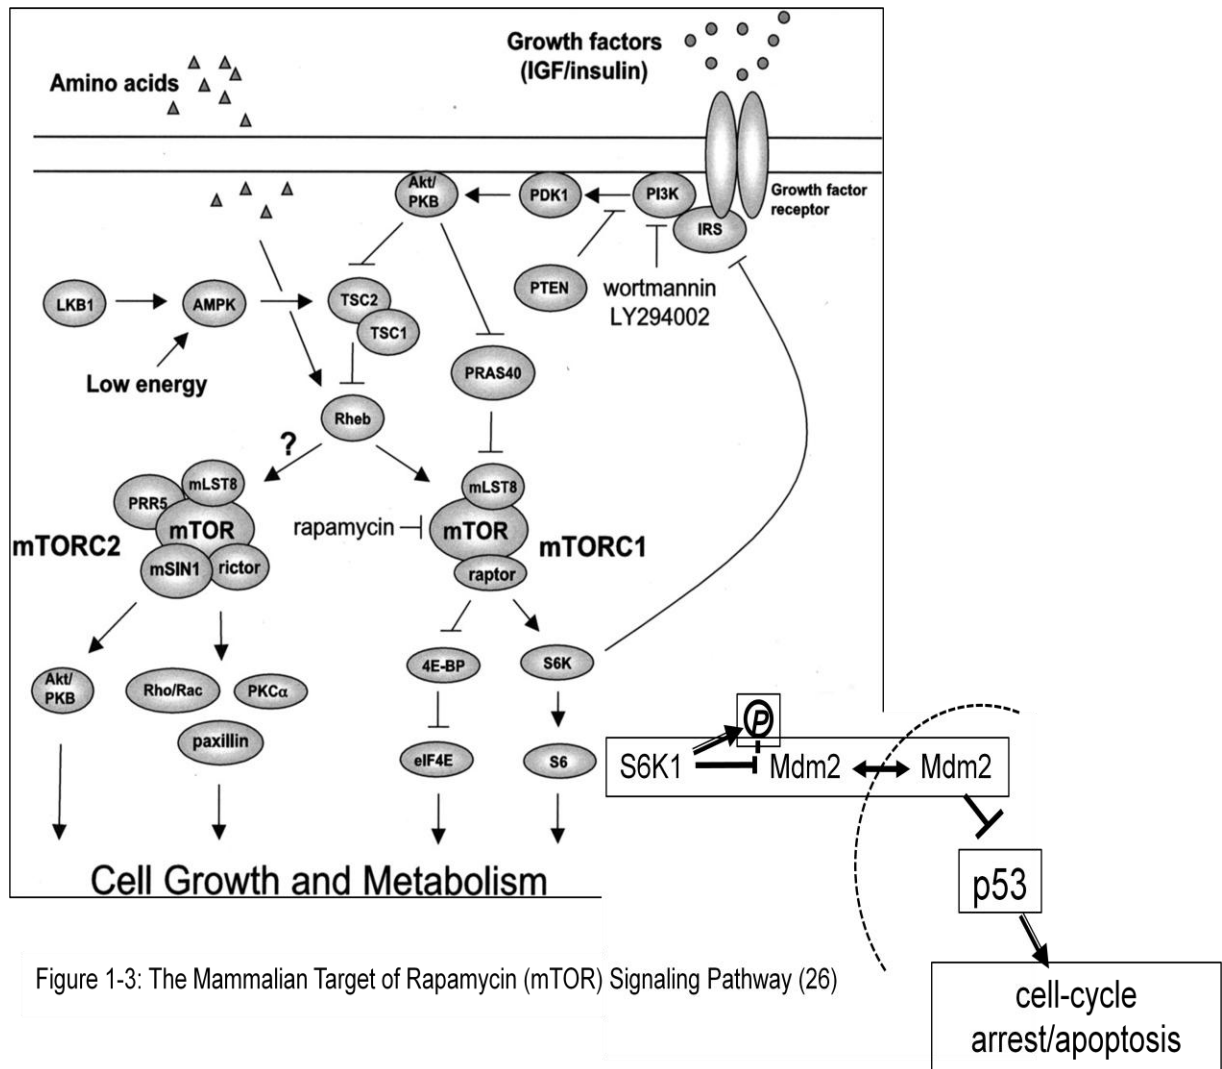 Growth factors
(IGF/insulin)
Amino acids
Akt/
PKB
PDK1
PI3K
Growth factor
receptor
IRS
PTEN
wortmannin
LY294002
LKB1
AMPK
TSC2
TSC1
Low energy
PRAS40
Rheb
?
mLST8
PRR5
mTOR
mTORC2
mSIN1
rictor
rapamycin
mLST8
mTOR
mTORC1
raptor
4E-BP
S6K
Akt/
PKB
Rho/Rac
PKCα
paxillin
eIF4E
S6
P
S6K1
Mdm2
Mdm2
p53
Cell Growth and Metabolism
cell-cycle
arrest/apoptosis
Figure 1-3: The Mammalian Target of Rapamycin (mTOR) Signaling Pathway (26)